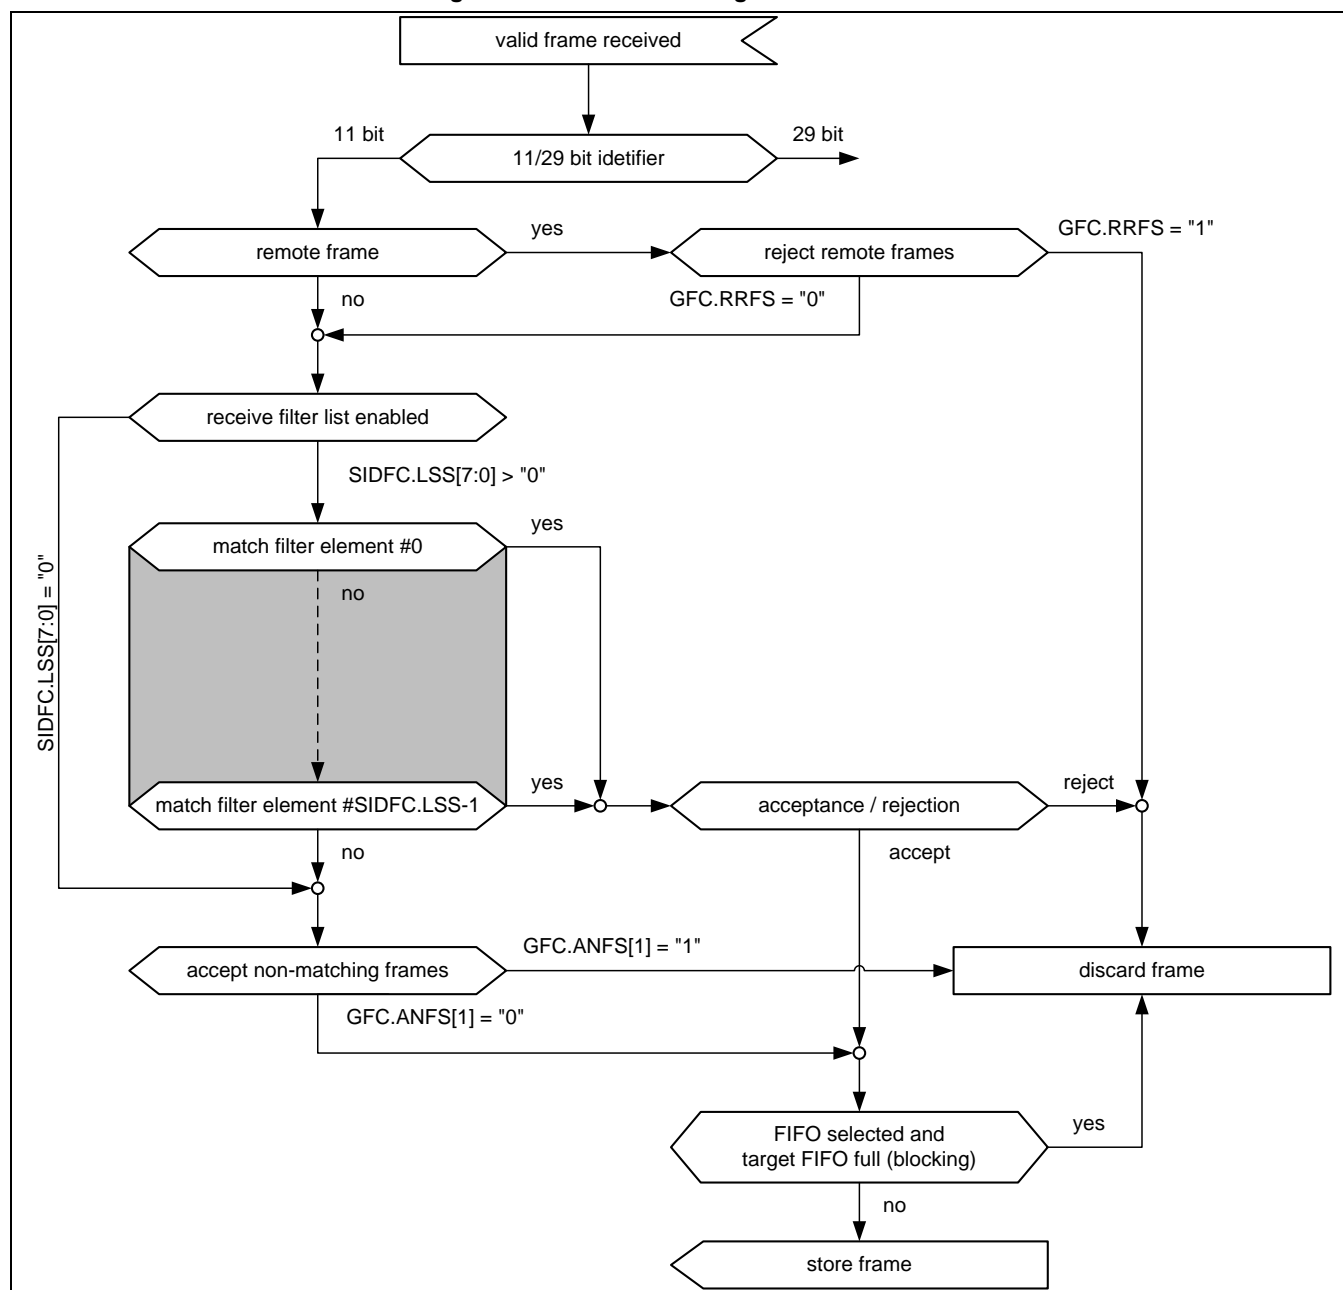 valid frame received
11 bit
29 bit
11/29 bit idetifier
GFC.RRFS = "1"
yes
remote frame
reject remote frames
no
GFC.RRFS = "0"
receive filter list enabled
SIDFC.LSS[7:0] > "0"
yes
match filter element #0
no
SIDFC.LSS[7:0] = "0"
yes
reject
match filter element #SIDFC.LSS-1
acceptance / rejection
no
accept
GFC.ANFS[1] = "1"
accept non-matching frames
discard frame
GFC.ANFS[1] = "0"
FIFO selected and
target FIFO full (blocking)
yes
no
store frame